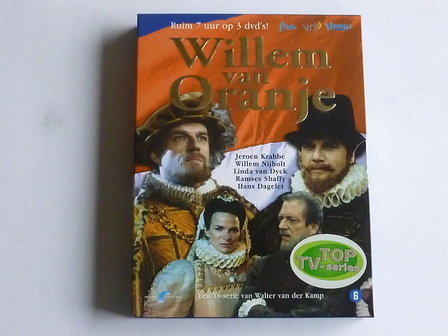 Ruim 7 uur op 3 dvd's!
Willem
van
Oranje
Jeroen Krabbé
Willem Nijholt
Linda van Dyck
Ramses Shaffy
Hans Dagelet
TOP
TV-series
Een Tv-serie van Walter van der Kamp
6